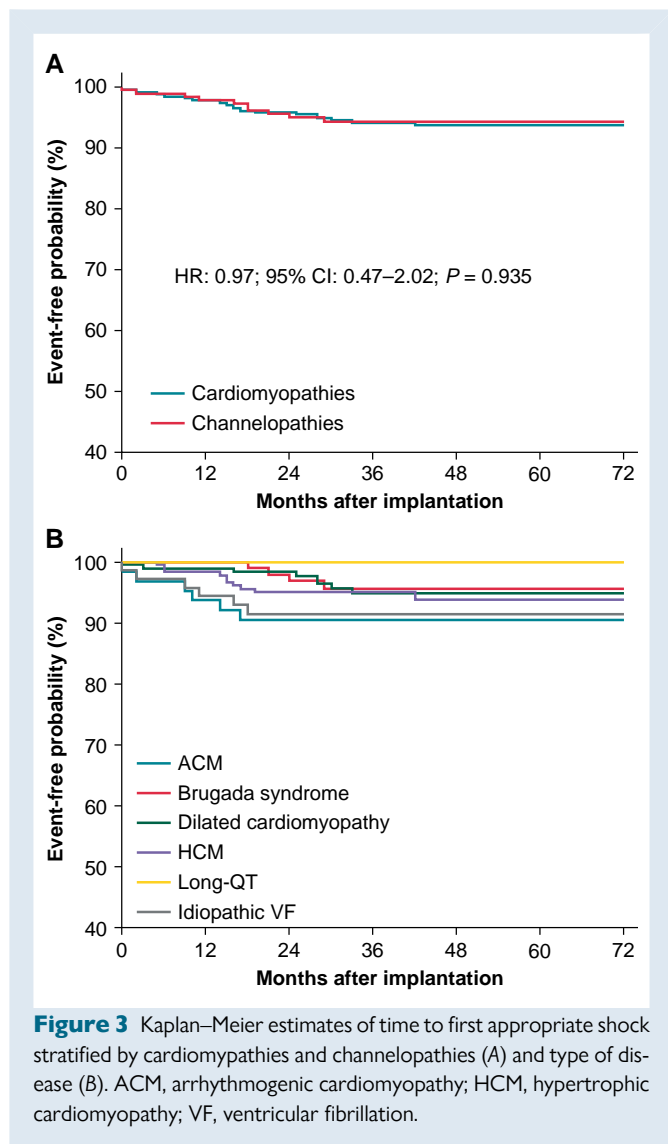 A
100
90
80
70
60
50
40
Event-free probability (%)
HR: 0.97; 95% CI: 0.47–2.02; P = 0.935
Cardiomyopathies
Channelopathies
0 12 24 36 48 60 72
Months after implantation
B
100
90
80
70
60
50
40
Event-free probability (%)
ACM
Brugada syndrome
Dilated cardiomyopathy
HCM
Long-QT
Idiopathic VF
0 12 24 36 48 60 72
Months after implantation
Figure 3 Kaplan–Meier estimates of time to first appropriate shock
stratified by cardiomypathies and channelopathies (A) and type of dis-
ease (B). ACM, arrhythmogenic cardiomyopathy; HCM, hypertrophic
cardiomyopathy; VF, ventricular fibrillation.